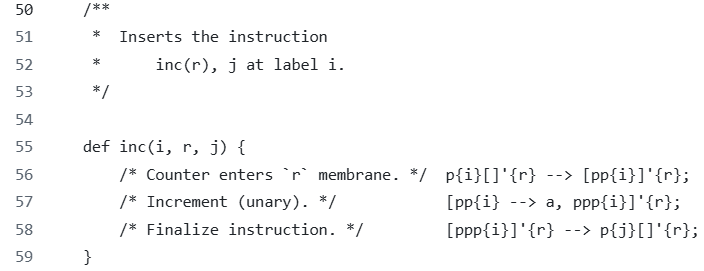 50 /**
51 * Inserts the instruction
52 * inc(r), j at label i.
53 */
54
55 def inc(i, r, j) {
56 /* Counter enters `r` membrane. */ p{i}[]'{r} --> [pp{i}]'{r};
57 /* Increment (unary). */ [pp{i} --> a, ppp{i}]'{r};
58 /* Finalize instruction. */ [ppp{i}]'{r} --> p{j}[]'{r};
59 }